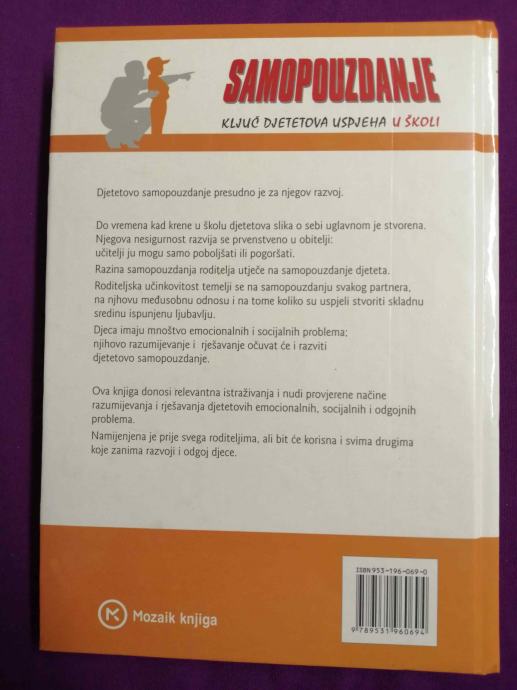 SAMOPOUZDANJE
KLJUČ DJETETOVA USPJEHA U ŠKOLI
Djetetovo samopouzdanje presudno je za njegov razvoj.
Do vremena kad krene u školu djetetova slika o sebi uglavnom je stvorena.
Njegova nesigurnost razvija se prvenstveno u obitelji:
učitelji ju mogu samo poboljšati ili pogoršati.
Razina samopouzdanja roditelja utječe na samopouzdanje djeteta.
Roditeljska učinkovitost temelji se na samopouzdanju svakog partnera,
na njhovu međusobnu odnosu i na tome koliko su uspjeli stvoriti skladnu
sredinu ispunjenu ljubavlju.
Djeca imaju mnoštvo emocionalnih i socijalnih problema;
njihovo razumijevanje i rješavanje očuvat će i razviti
djetetovo samopouzdanje.
Ova knjiga donosi relevantna istraživanja i nudi provjerene načine
razumijevanja i rješavanja djetetovih emocionalnih, socijalnih i odgojnih
problema.
Namijenjena je prije svega roditeljima, ali bit će korisna i svima drugima
koje zanima razvoji i odgoj djece.
ISBN 953-196-069-0
9 789531 960694
Mozaik knjiga